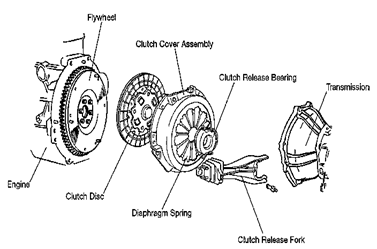 Flywheel
Clutch Cover Assembly
Clutch Release Bearing
Transmission
Engine
Clutch Disc
Diaphragm Spring
Clutch Release Fork